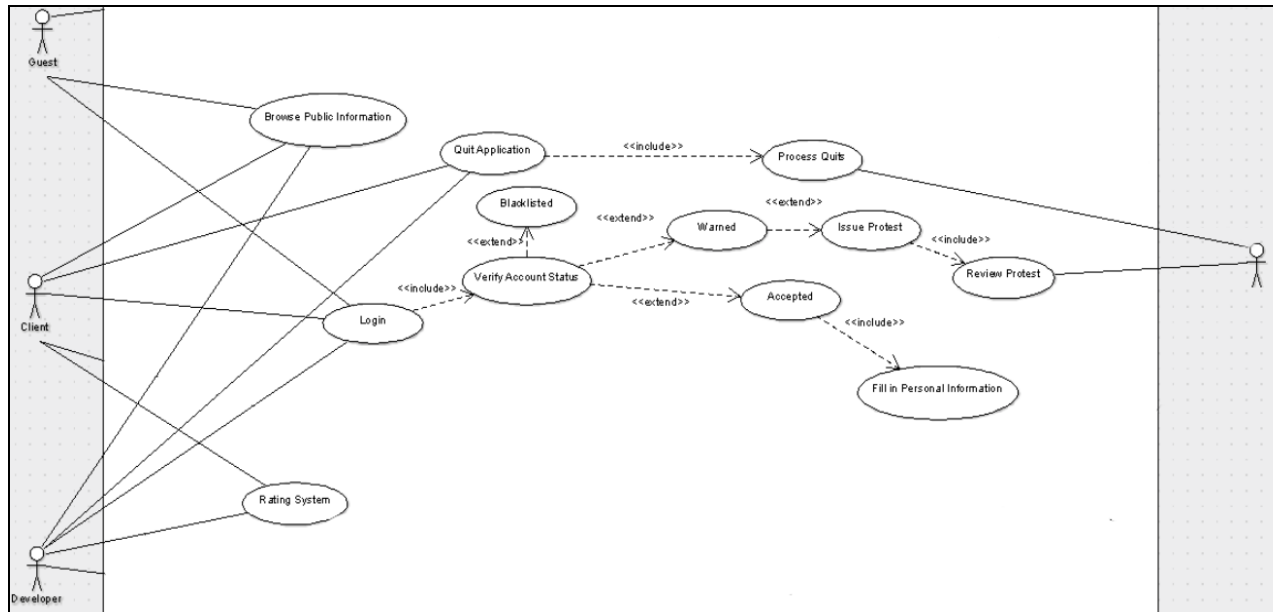 Guest
Browse Public Information
Quit Application
<<include>>
Process Quits
Blacklisted
<<extend>>
Warned
<<extend>>
Issue Protest
<<extend>>
<<include>>
Verify Account Status
Review Protest
<<include>>
<<extend>>
Accepted
Client
Login
<<include>>
Fill in Personal Information
Rating System
Developer